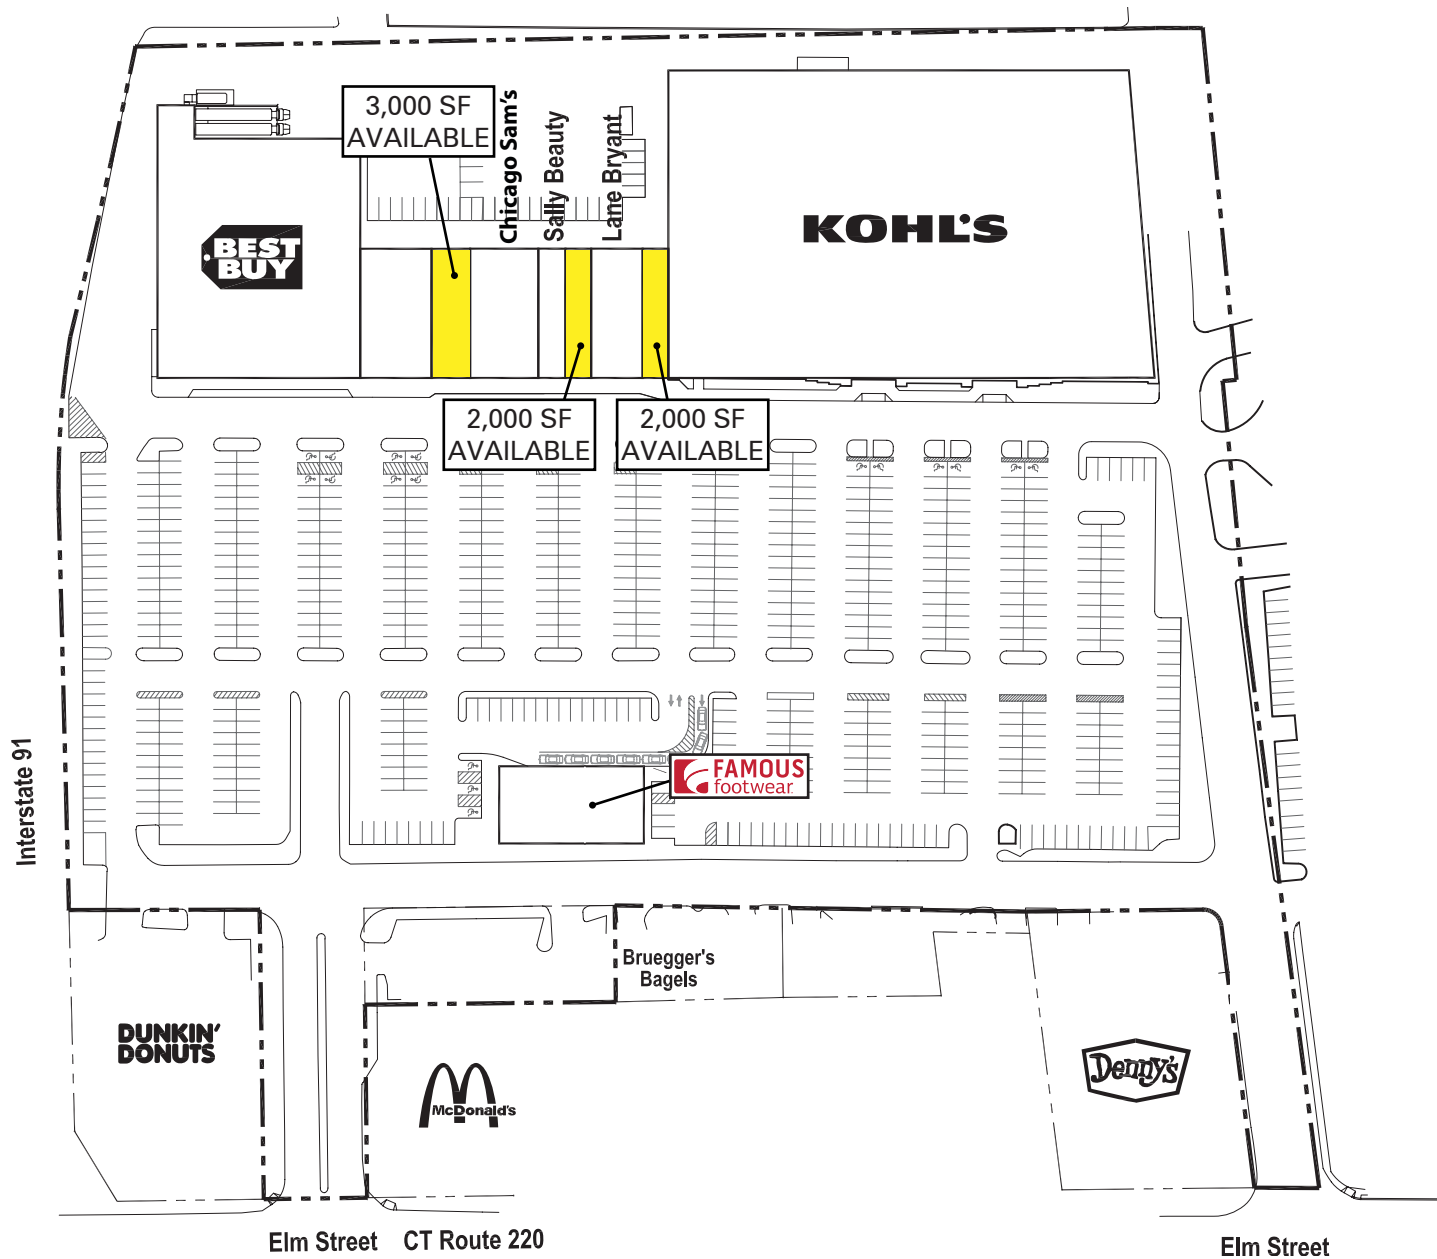 3,000 SF
AVAILABLE
Chicago Sam's
Sally Beauty
Lane Bryant
BEST
BUY
KOHL'S
2,000 SF
AVAILABLE
2,000 SF
AVAILABLE
Interstate 91
FAMOUS
footwear.
Bruegger's
Bagels
DUNKIN'
DONUTS
McDonald's
Denny's
Elm Street
CT Route 220
Elm Street